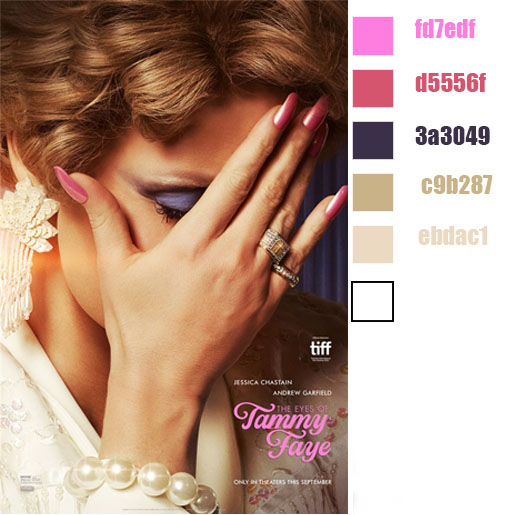 fd7edf
d5556f
3a3049
c9b287
ebdac1
tiff
JESSICA CHASTAIN
ANDREW GARFIELD
THE EYES OF
Tammy
Faye
ONLY IN THEATERS THIS SEPTEMBER